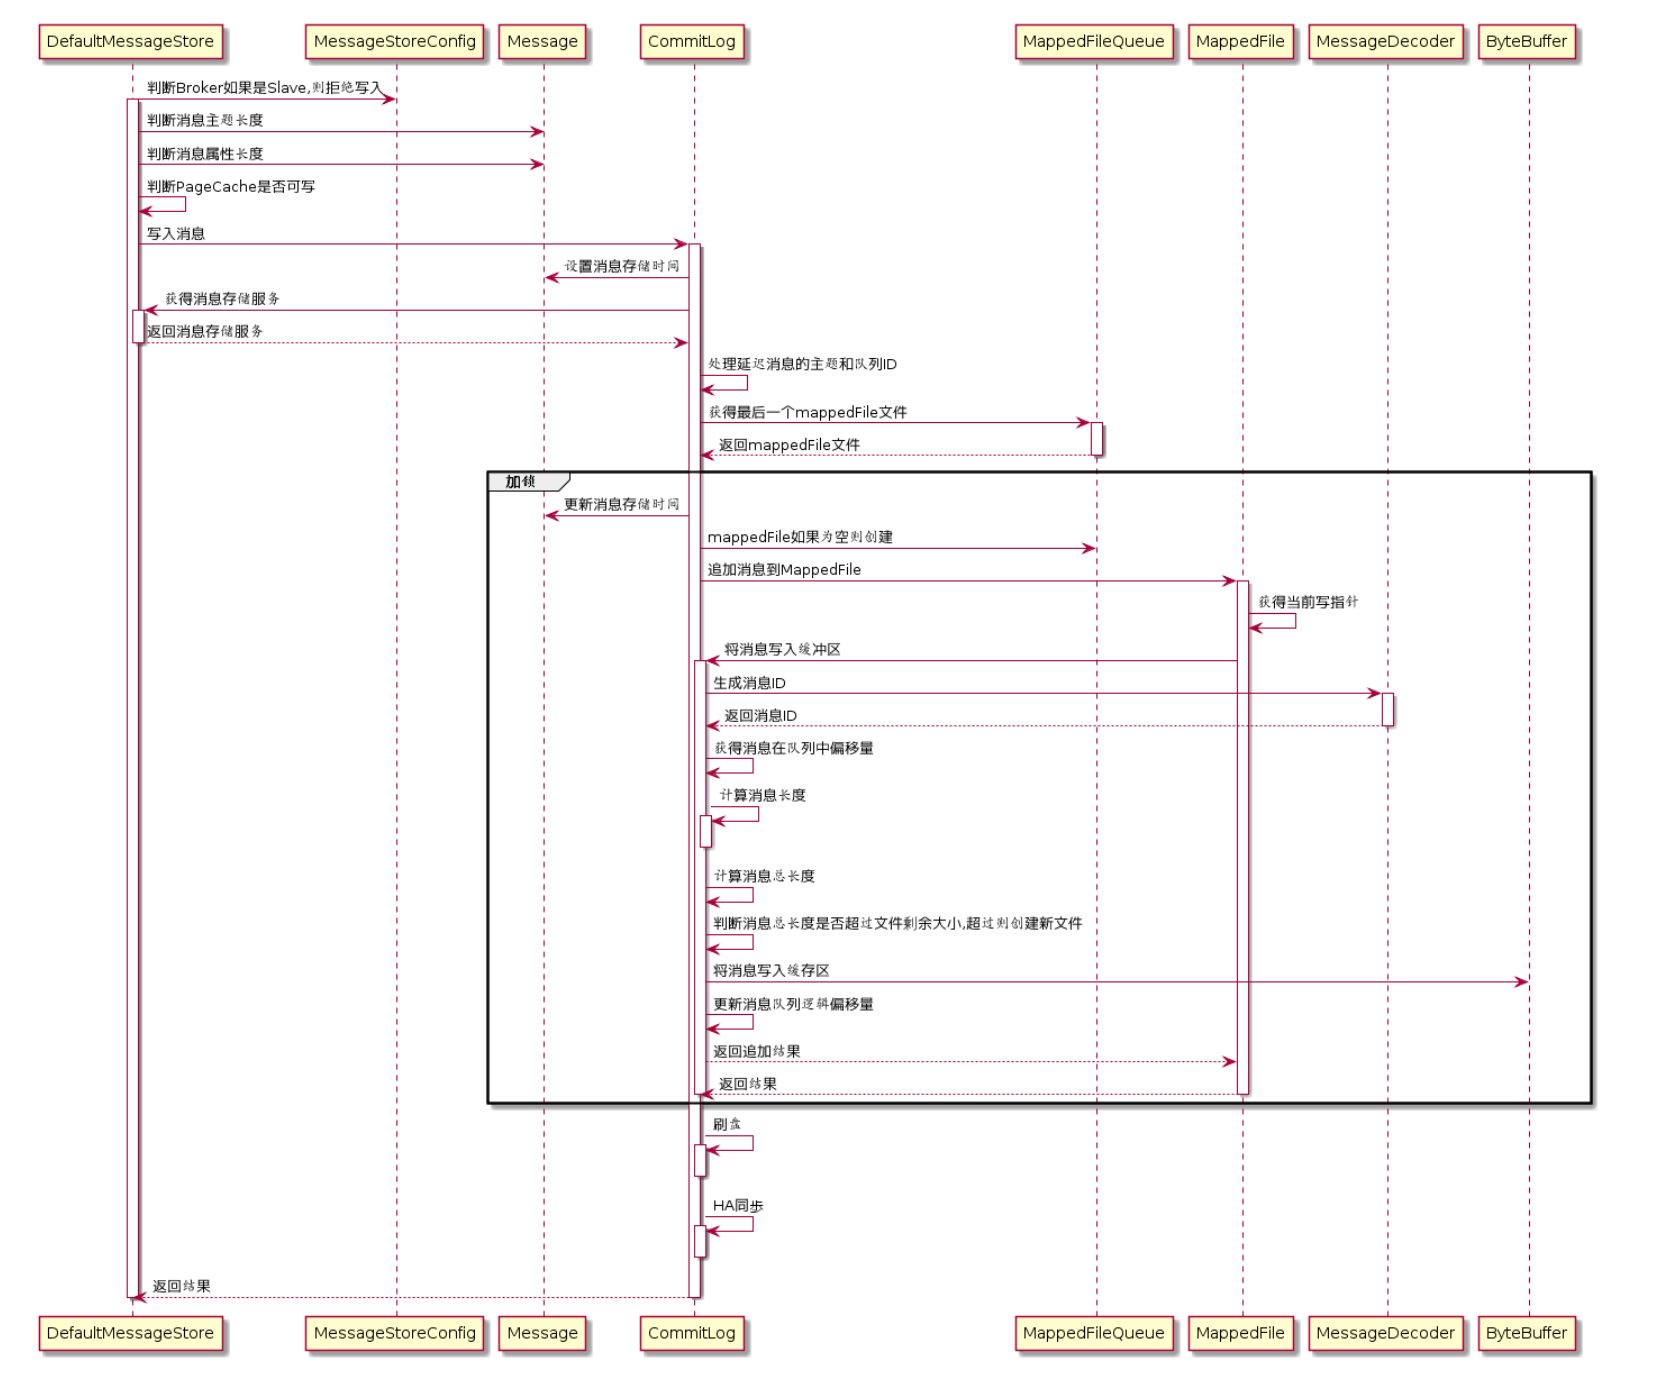 DefaultMessageStore
MessageStoreConfig
Message
CommitLog
MappedFileQueue
MappedFile
MessageDecoder
ByteBuffer
判断Broker如果是Slave,则拒绝写入
判断消息主题长度
判断消息属性长度
判断PageCache是否可写
写入消息
设置消息存储时间
获得消息存储服务
返回消息存储服务
处理延迟消息的主题和队列ID
获得最后一个mappedFile文件
返回mappedFile文件
加锁
更新消息存储时间
mappedFile如果为空则创建
追加消息到MappedFile
获得当前写指针
将消息写入缓冲区
生成消息ID
返回消息ID
获得消息在队列中偏移量
计算消息长度
计算消息总长度
判断消息总长度是否超过文件剩余大小,超过则创建新文件
将消息写入缓存区
更新消息队列逻辑偏移量
返回追加结果
返回结果
刷盘
HA同步
返回结果
DefaultMessageStore
MessageStoreConfig
Message
CommitLog
MappedFileQueue
MappedFile
MessageDecoder
ByteBuffer